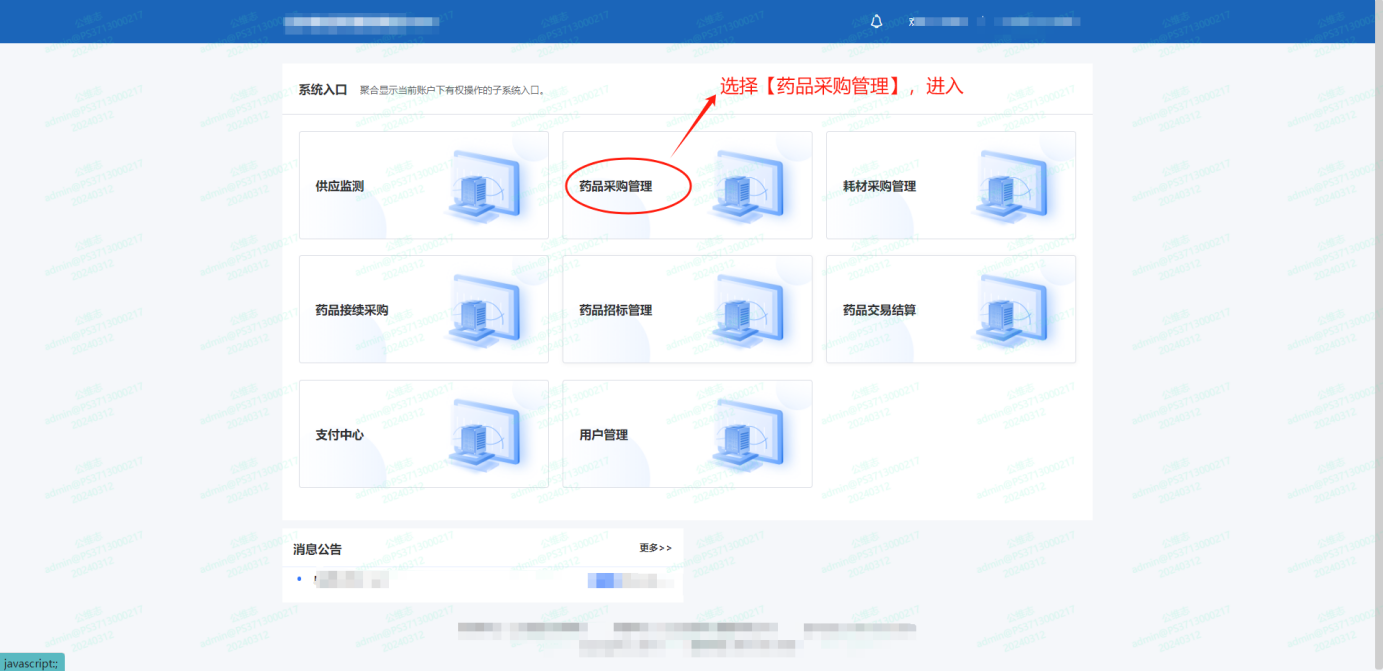 系统入口 聚合显示当前账户下有权操作的子系统入口。
选择【药品采购管理】，进入
供应监测
药品采购管理
耗材采购管理
药品接续采购
药品招标管理
药品交易结算
支付中心
用户管理
消息公告
更多>>
javascript:;